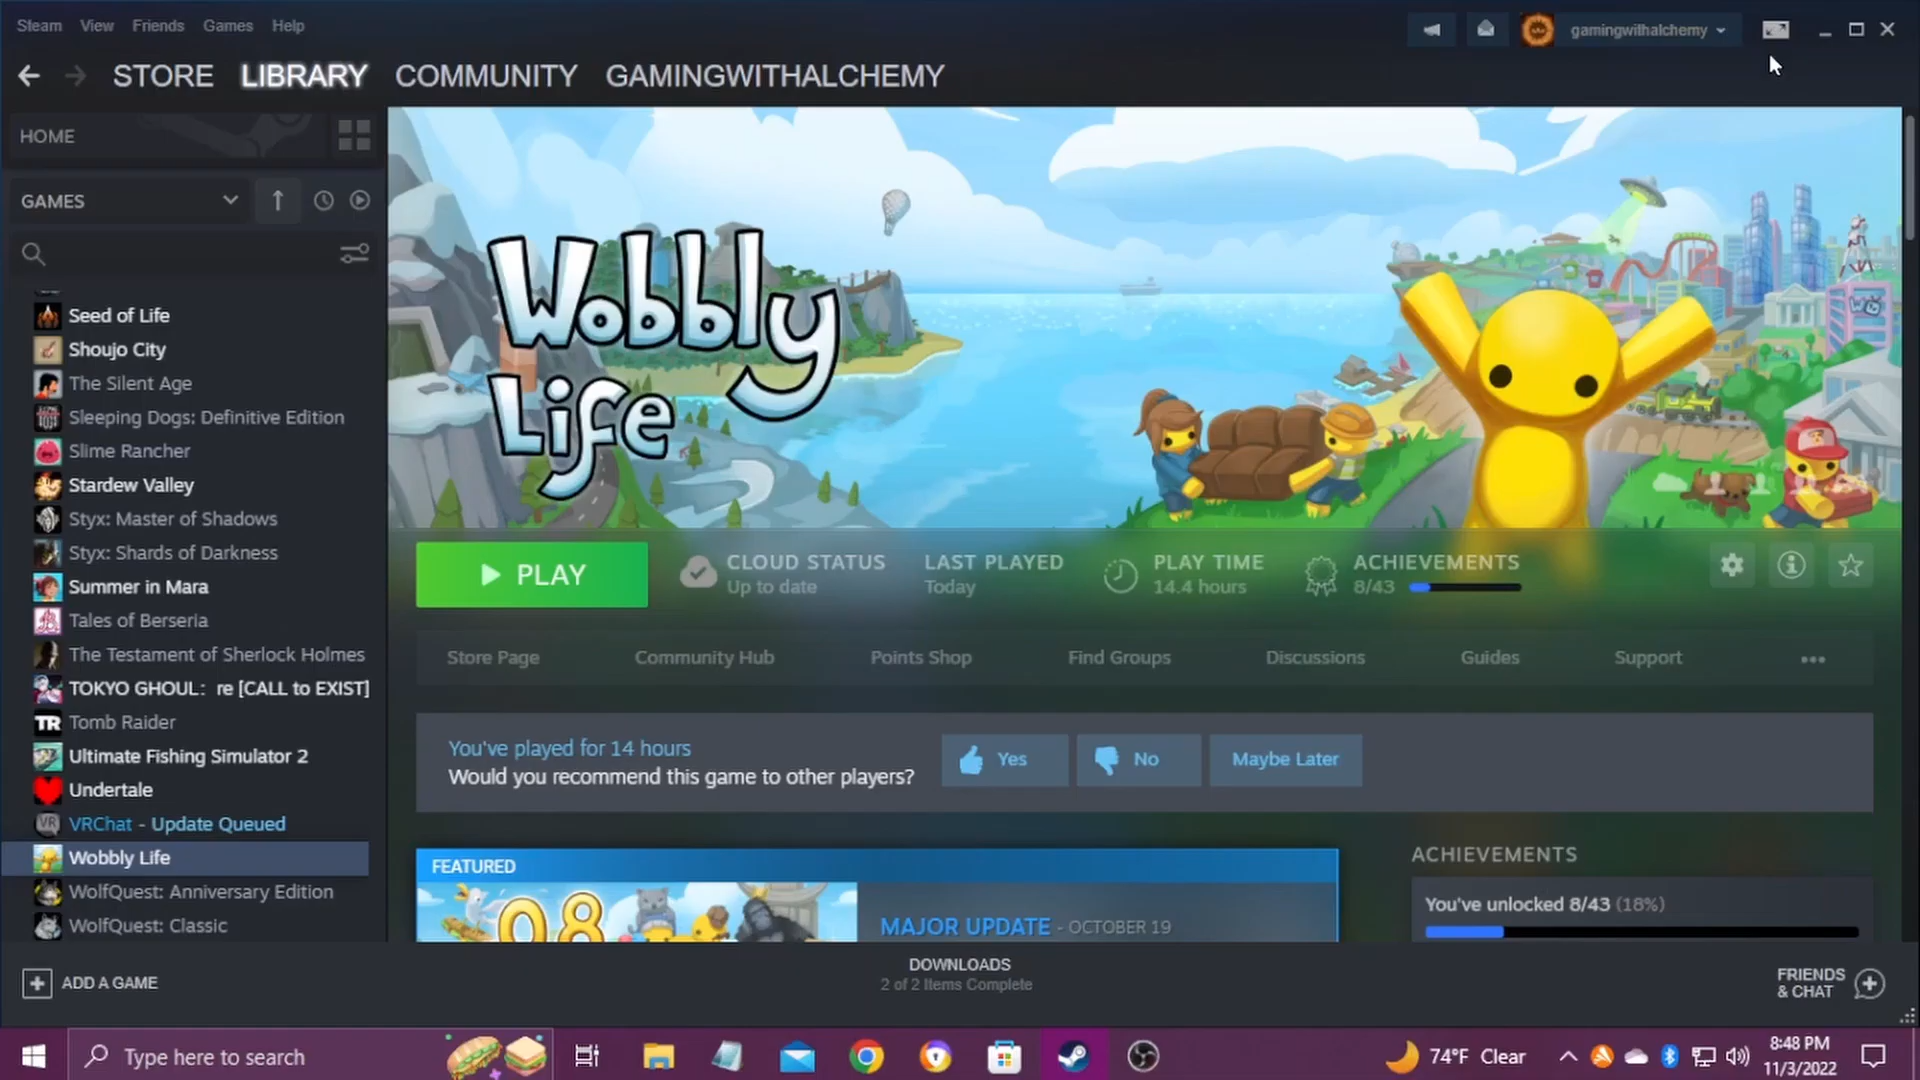 Steam View Friends Games Help
gamingwithalchemy
STORE LIBRARY COMMUNITY GAMINGWITHALCHEMY
HOME
GAMES
Seed of Life
Shoujo City
The Silent Age
Sleeping Dogs: Definitive Edition
Slime Rancher
Stardew Valley
Styx: Master of Shadows
Styx: Shards of Darkness
Summer in Mara
Tales of Berseria
The Testament of Sherlock Holmes
TOKYO GHOUL: re [CALL to EXIST]
TR Tomb Raider
Ultimate Fishing Simulator 2
Undertale
VR VRChat - Update Queued
Wobbly Life
WolfQuest: Anniversary Edition
WolfQuest: Classic
ADD A GAME
Wobbly
Life
PLAY
CLOUD STATUS
Up to date
LAST PLAYED
Today
PLAY TIME
14.4 hours
ACHIEVEMENTS
8/43
Store Page Community Hub Points Shop Find Groups Discussions Guides Support
You've played for 14 hours
Would you recommend this game to other players?
Yes No Maybe Later
FEATURED
MAJOR UPDATE - OCTOBER 19
ACHIEVEMENTS
You've unlocked 8/43 (18%)
DOWNLOADS
2 of 2 Items Complete
FRIENDS
& CHAT
Type here to search
74°F Clear
8:48 PM
11/3/2022